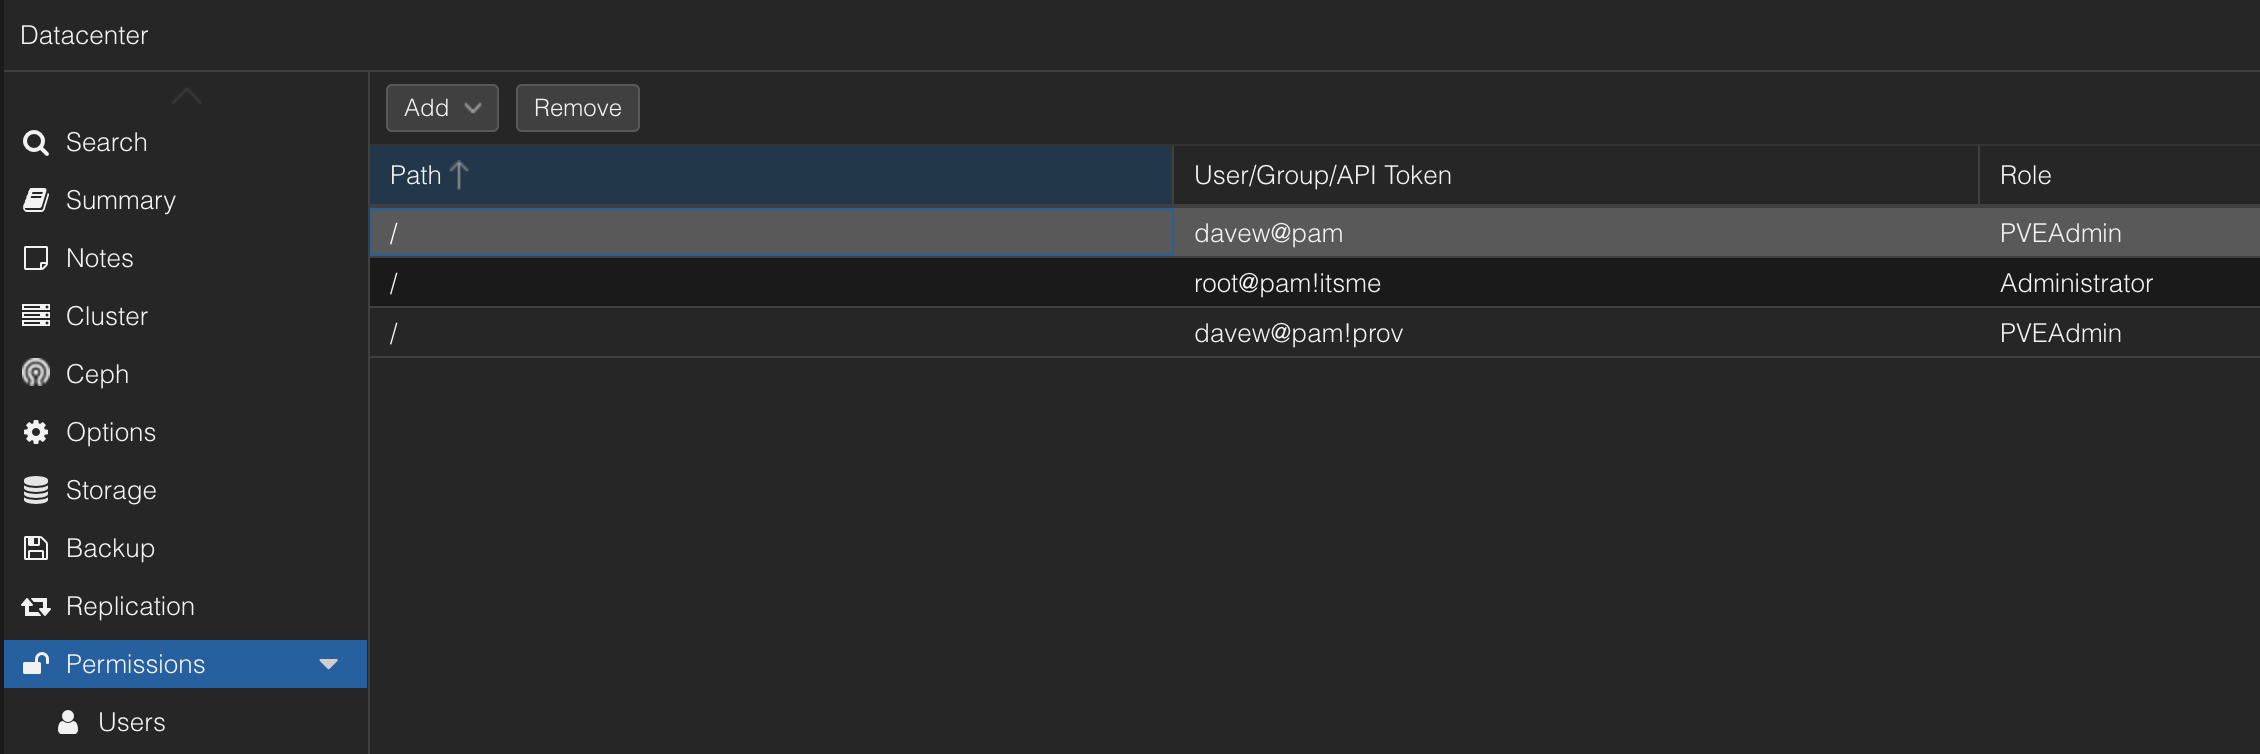 Datacenter
Search
Summary
Notes
Cluster
Ceph
Options
Storage
Backup
Replication
Permissions
Users
Add
Remove
Path User/Group/API Token Role
/ davew@pam PVEAdmin
/ root@pam!itsme Administrator
/ davew@pam!prov PVEAdmin